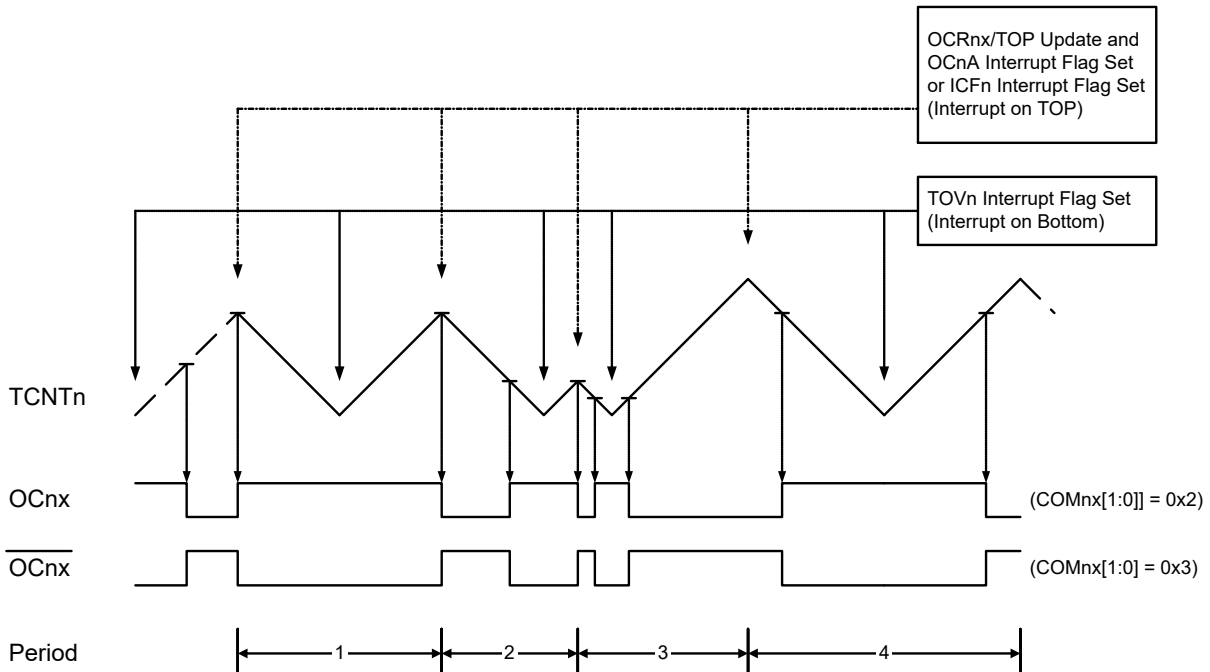 OCRnx/TOP Update and
OCnA Interrupt Flag Set
or ICFn Interrupt Flag Set
(Interrupt on TOP)
TOVn Interrupt Flag Set
(Interrupt on Bottom)
TCNTn
OCnx
(COMnx[1:0]] = 0x2)
OCnx
(COMnx[1:0] = 0x3)
Period
1
2
3
4